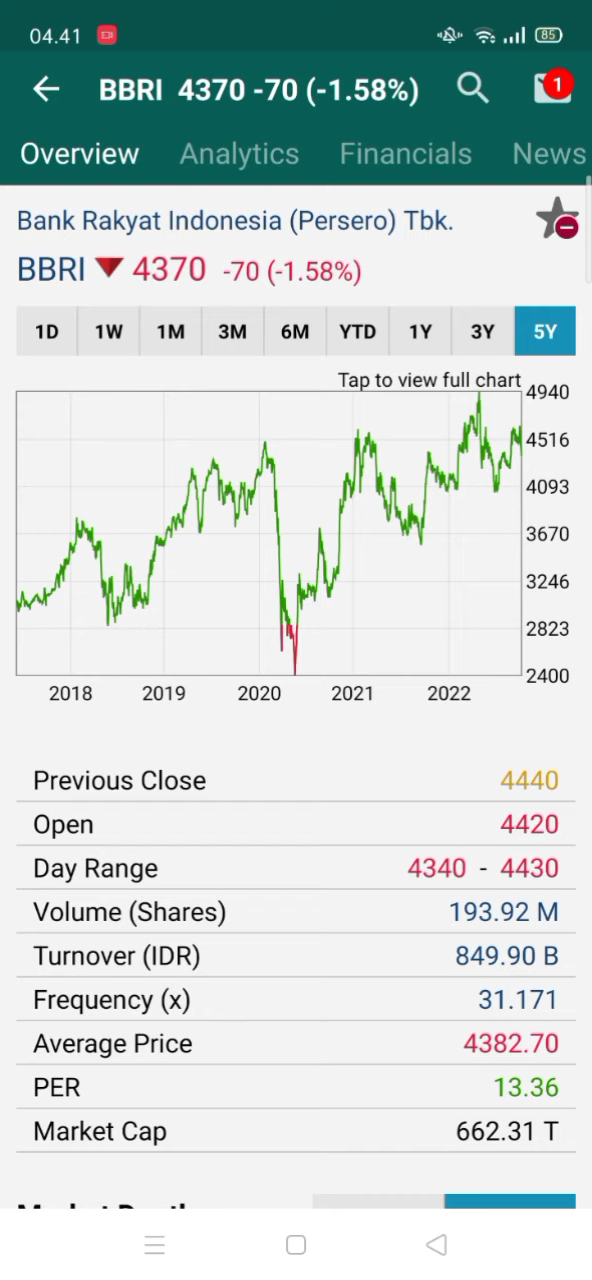 04.41
85
BBRI 4370 -70 (-1.58%)
1
Overview Analytics Financials News
Bank Rakyat Indonesia (Persero) Tbk.
BBRI 4370 -70 (-1.58%)
1D 1W 1M 3M 6M YTD 1Y 3Y 5Y
Tap to view full chart
4940
4516
4093
3670
3246
2823
2400
2018 2019 2020 2021 2022
Previous Close 4440
Open 4420
Day Range 4340 - 4430
Volume (Shares) 193.92 M
Turnover (IDR) 849.90 B
Frequency (x) 31.171
Average Price 4382.70
PER 13.36
Market Cap 662.31 T